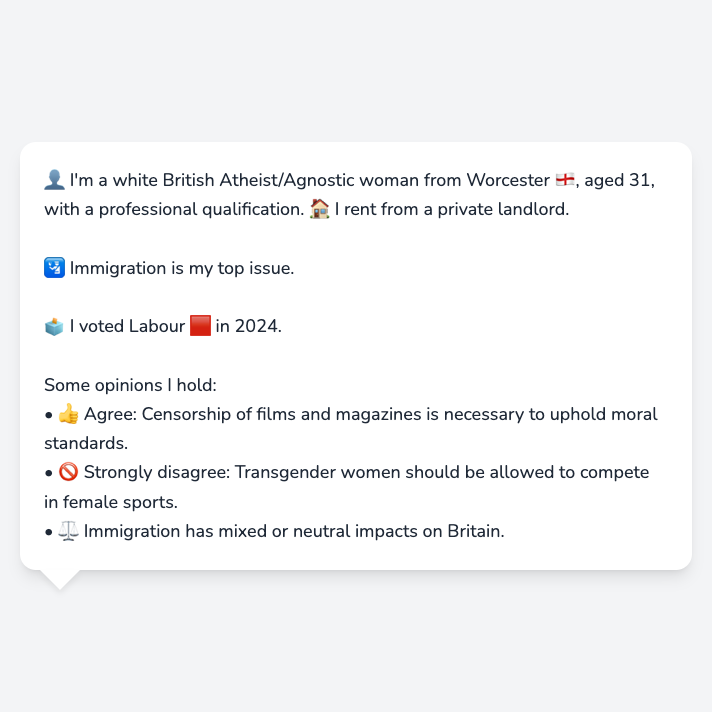 👤 I'm a white British Atheist/Agnostic woman from Worcester 🏴󠁧󠁢󠁥󠁮󠁧󠁿, aged 31,
with a professional qualification. 🏠 I rent from a private landlord.
🛂 Immigration is my top issue.
🗳️ I voted Labour 🟥 in 2024.
Some opinions I hold:
• 👍 Agree: Censorship of films and magazines is necessary to uphold moral
standards.
• 🚫 Strongly disagree: Transgender women should be allowed to compete
in female sports.
• ⚖️ Immigration has mixed or neutral impacts on Britain.